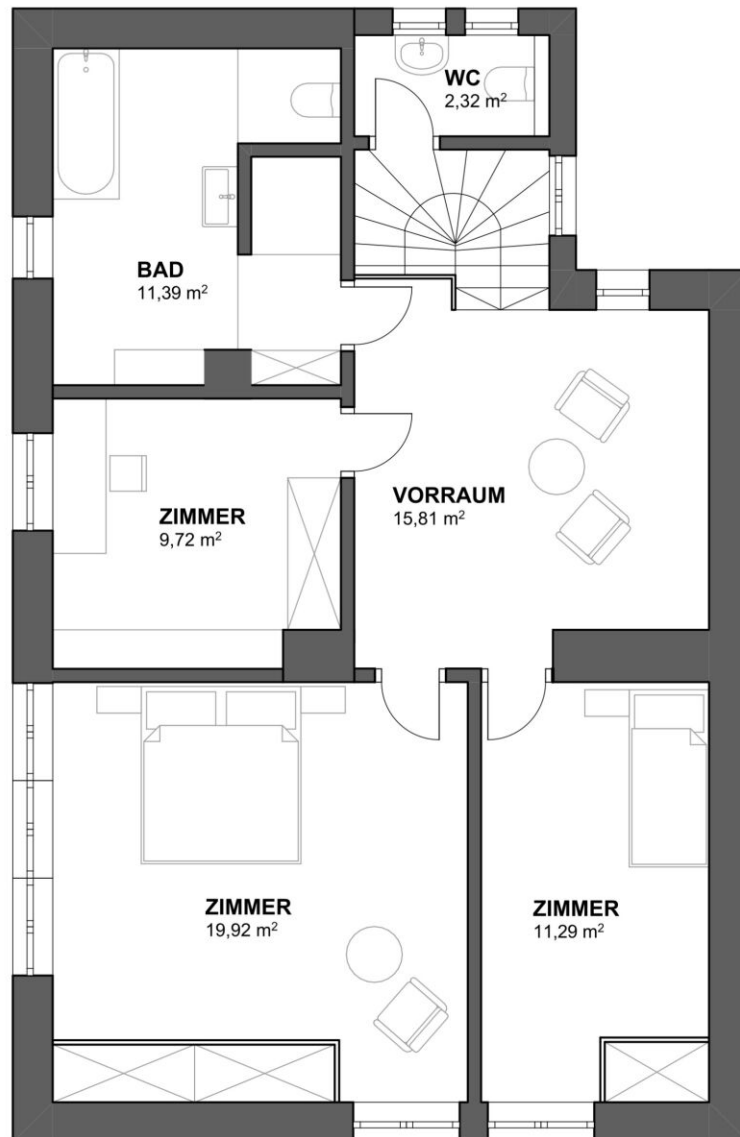 WC
2,32 m²
BAD
11,39 m²
VORRAUM
15,81 m²
ZIMMER
9,72 m²
ZIMMER
19,92 m²
ZIMMER
11,29 m²